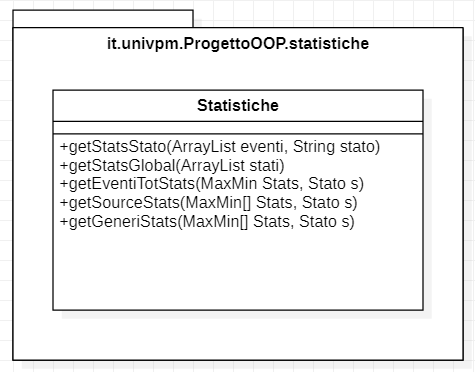 it.univpm.ProgettoOOP.statistiche
Statistiche
+getStatsStato(ArrayList eventi, String stato)
+getStatsGlobal(ArrayList stati)
+getEventiTotStats(MaxMin Stats, Stato s)
+getSourceStats(MaxMin[] Stats, Stato s)
+getGeneriStats(MaxMin[] Stats, Stato s)